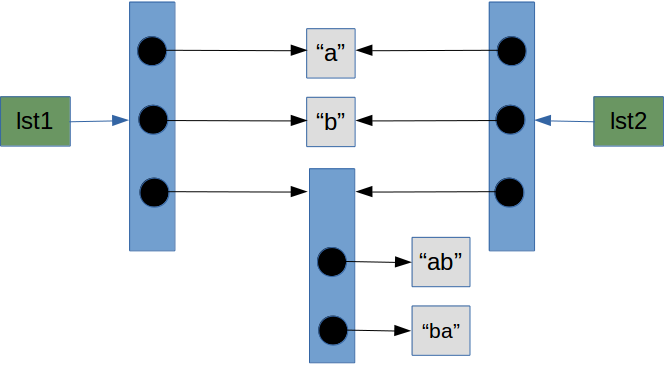 “a”
lst1
“b”
lst2
“ab”
“ba”